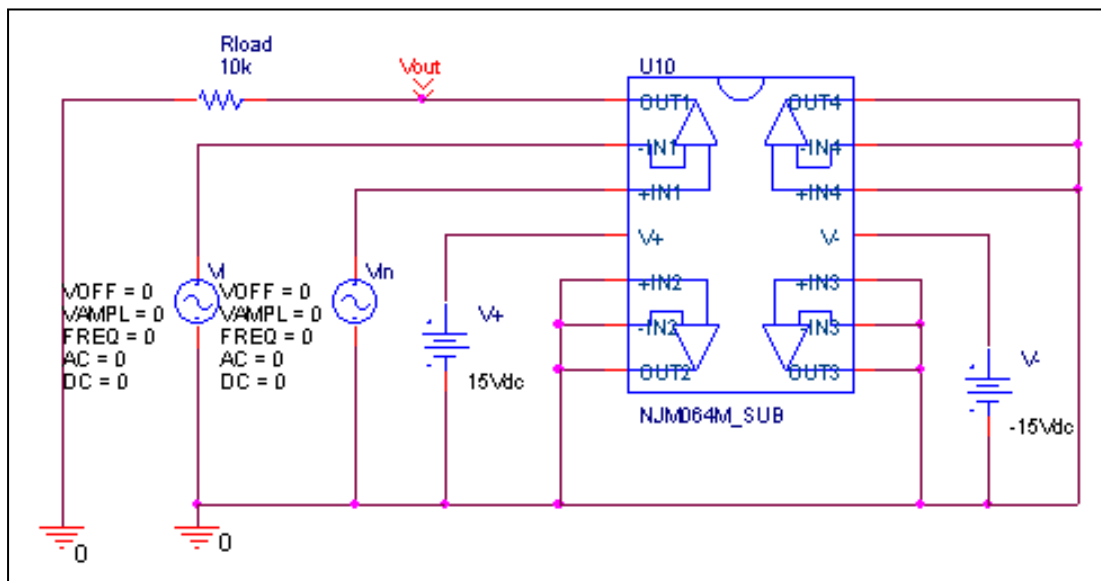 Rload
10k
Vout
U10
OUT1
OUT4
-IN1
-IN4
+IN1
+IN4
V+
V-
+IN2
+IN3
-IN2
-IN3
OUT2
OUT3
NJM064M_SUB
VOFF = 0
VAMPL = 0
FREQ = 0
AC = 0
DC = 0
VOFF = 0
VAMPL = 0
FREQ = 0
AC = 0
DC = 0
V+
15Vdc
V-
-15Vdc
0
0